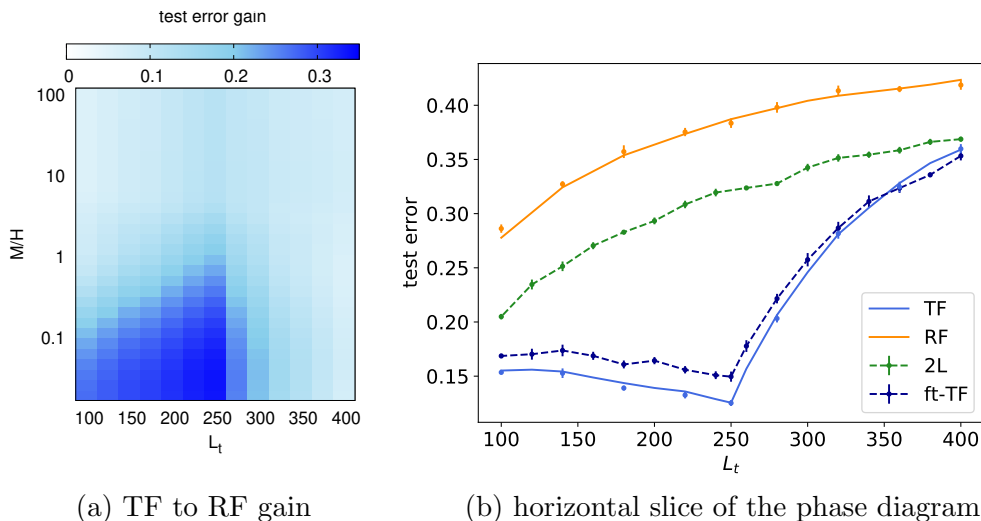 test error gain
0 0.1 0.2 0.3
100
10
1
0.1
M/H
100 150 200 250 300 350 400
L_t
(a) TF to RF gain
0.40
0.35
0.30
0.25
0.20
0.15
test error
100 150 200 250 300 350 400
L_t
TF
RF
2L
ft-TF
(b) horizontal slice of the phase diagram